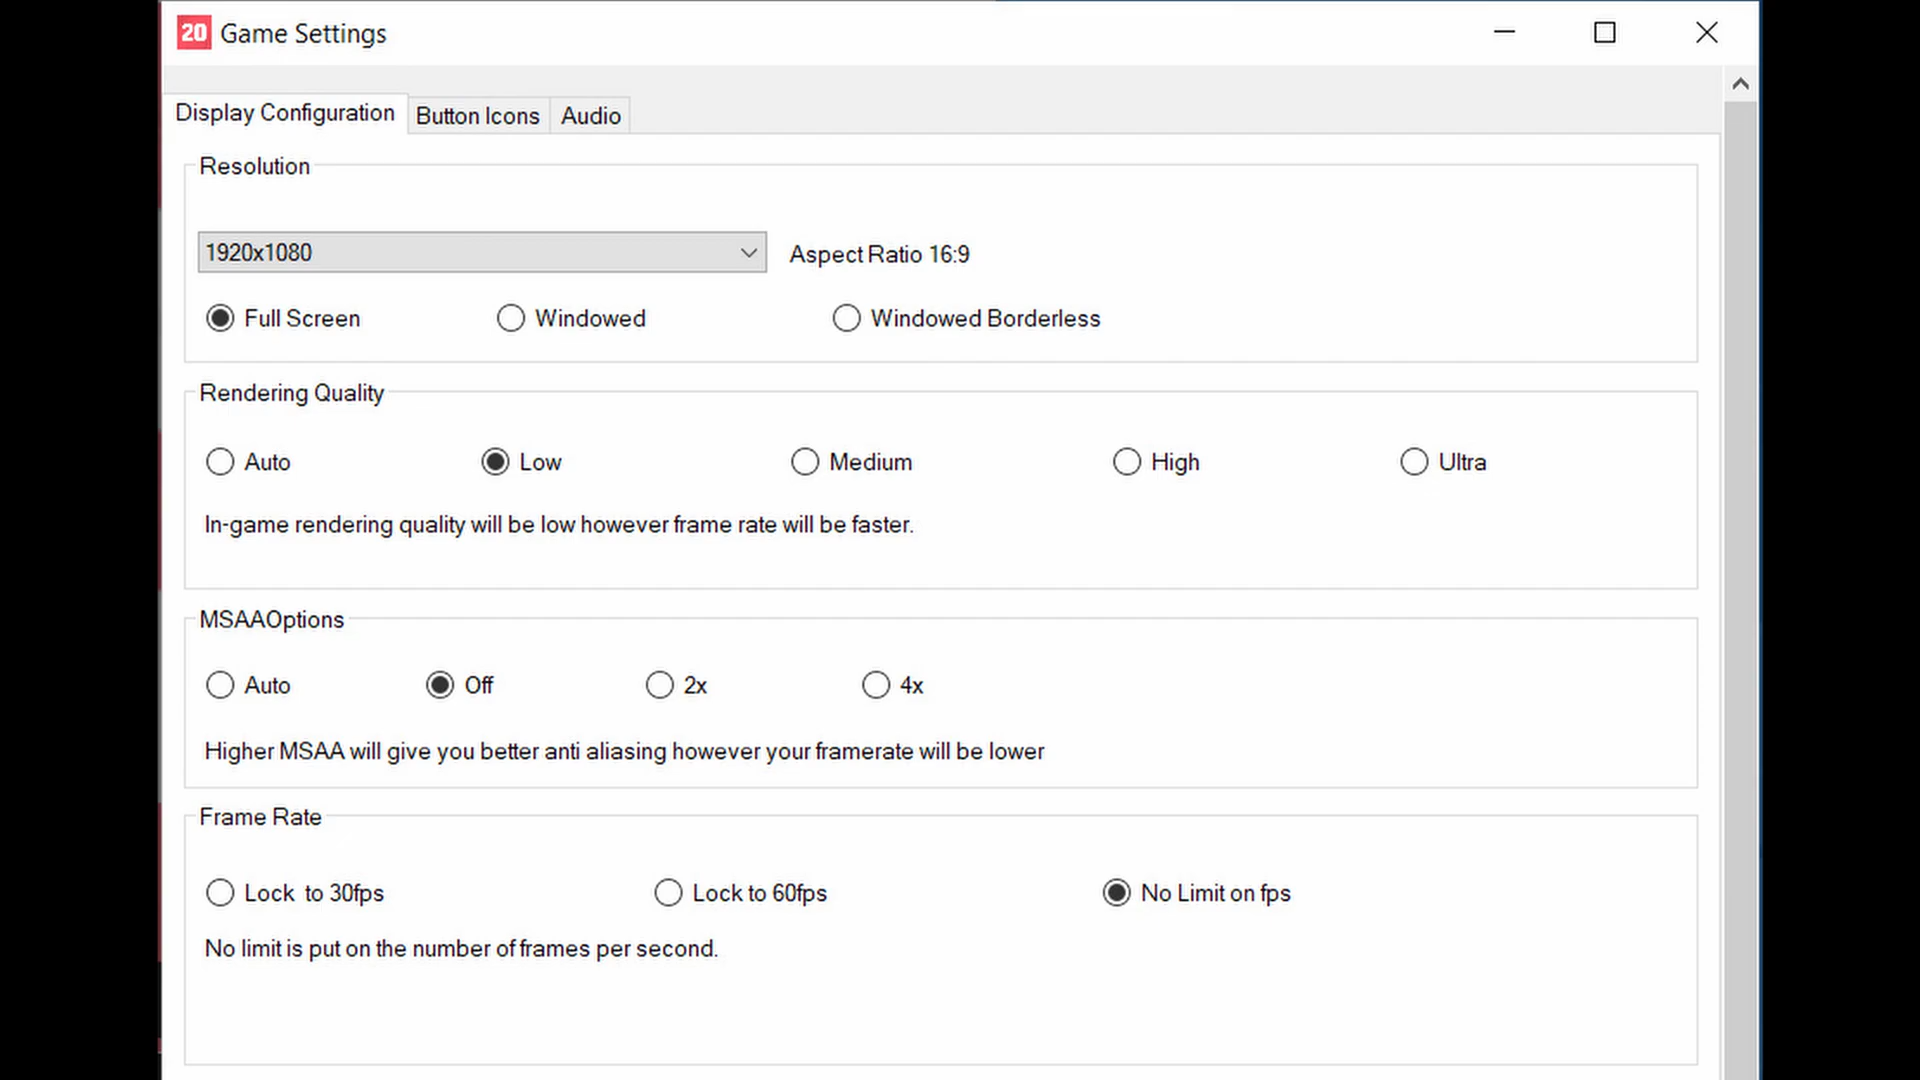 20 Game Settings
Display Configuration Button Icons Audio
Resolution
1920x1080 Aspect Ratio 16:9
Full Screen Windowed Windowed Borderless
Rendering Quality
Auto Low Medium High Ultra
In-game rendering quality will be low however frame rate will be faster.
MSAAOptions
Auto Off 2x 4x
Higher MSAA will give you better anti aliasing however your framerate will be lower
Frame Rate
Lock to 30fps Lock to 60fps No Limit on fps
No limit is put on the number of frames per second.